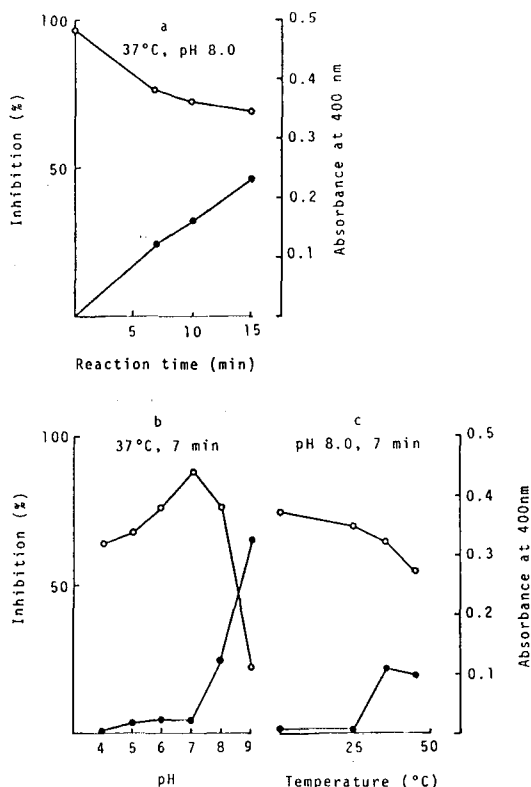 100
a
37°C, pH 8.0
50
Inhibition (%)
0.5
0.4
0.3
0.2
0.1
Absorbance at 400 nm
5 10 15
Reaction time (min)
b
37°C, 7 min
100
50
Inhibition (%)
4 5 6 7 8 9
pH
c
pH 8.0, 7 min
0.5
0.4
0.3
0.2
0.1
Absorbance at 400nm
25 50
Temperature (°C)